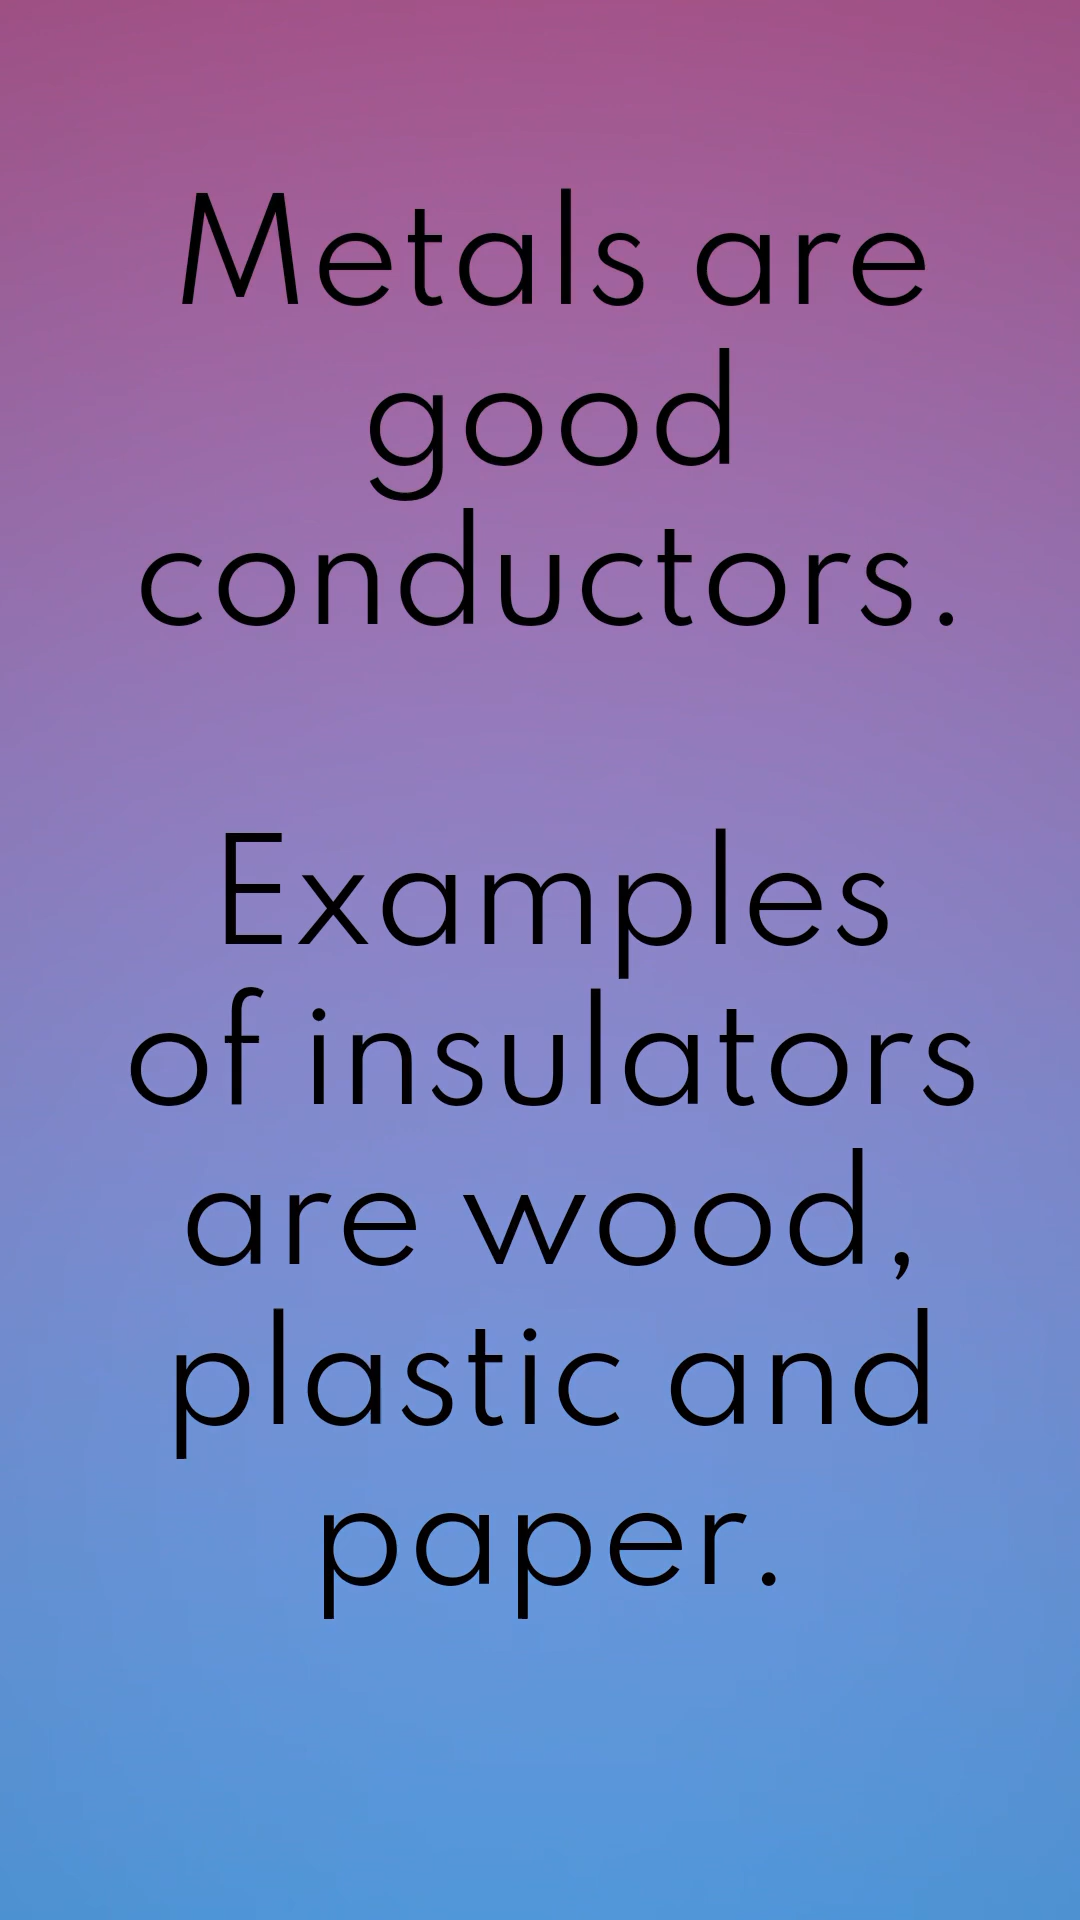 Metals are
good
conductors.
Examples
of insulators
are wood,
plastic and
paper.